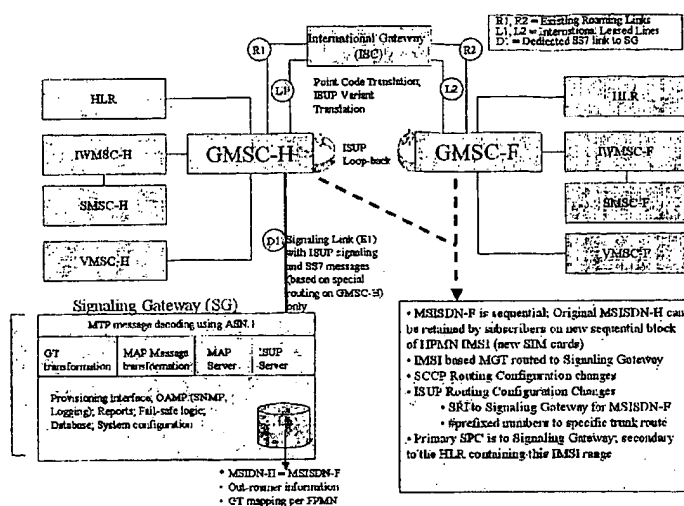 International Gateway
(ISC)
R1
R2
R1, R2 = Existing Roaming Links
L1, L2 = International Leased Lines
D1 = Dedicated SS7 link to SG
Point Code Translation;
ISUP Variant
Translation
L2
HLR
HLR
IWMSC-H
GMSC-H
ISUP
Loop-back
GMSC-F
IWMSC-F
SMSC-H
SMSC-F
VMSC-H
VMSC-F
D1
Signaling Link (E1)
with ISUP signaling
and SS7 messages
(based on special
routing on GMSC-H)
only
Signaling Gateway (SG)
MTP message decoding using ASN.1
GT
transformation
MAP Message
transformation
MAP
Server
ISUP
Server
Provisioning Interface; OAMP (SNMP,
Logging); Reports; Fail-safe logic;
Database; System configuration
• MSIDN-H = MSISDN-F
• Out-roamer information
• GT mapping per FPMN
• MSISDN-F is sequential; Original MSISDN-H can
be retained by subscribers on new sequential block
of HPMN IMSI (new SIM cards)
• IMSI based MGT routed to Signaling Gateway
• SCCP Routing Configuration changes
• ISUP Routing Configuration Changes
• SRI to Signaling Gateway for MSISDN-F
• #prefixed numbers to specific trunk route
• Primary SPC is to Signaling Gateway; secondary
to the HLR containing this IMSI range